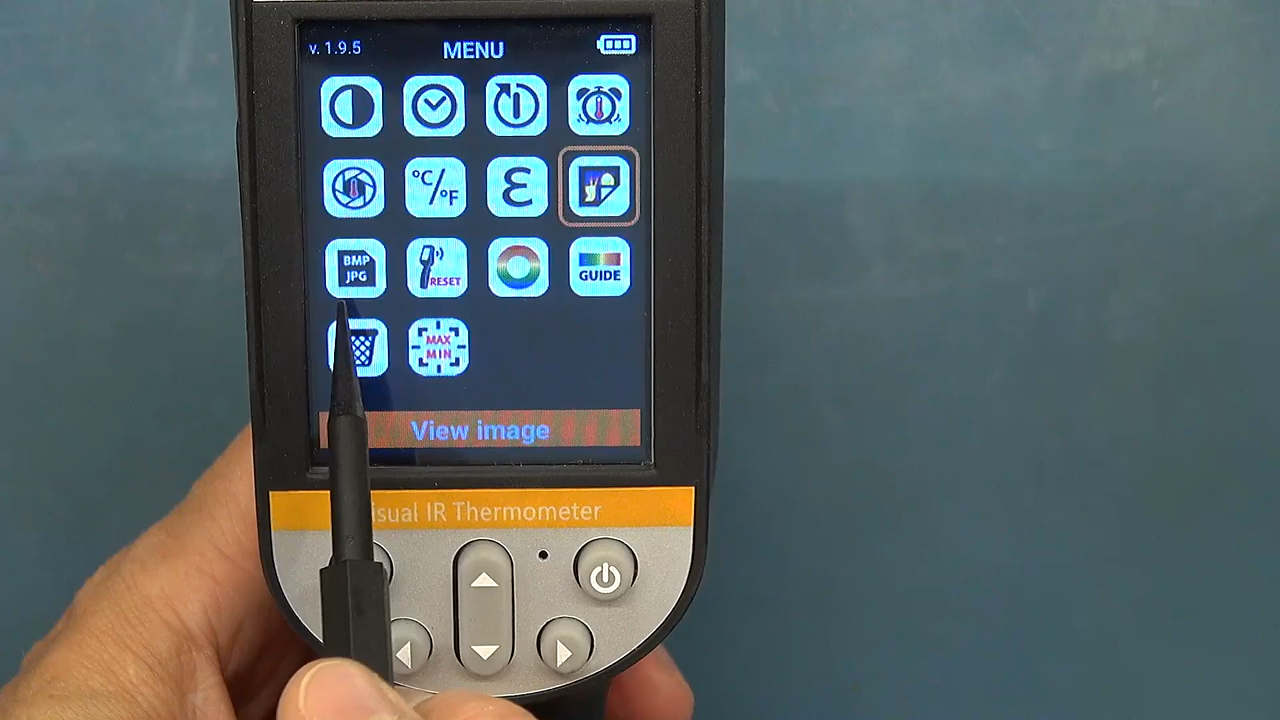 v. 1.9.5
MENU
°C/°F
ε
BMP
JPG
RESET
GUIDE
MAX
MIN
View image
isual IR Thermometer